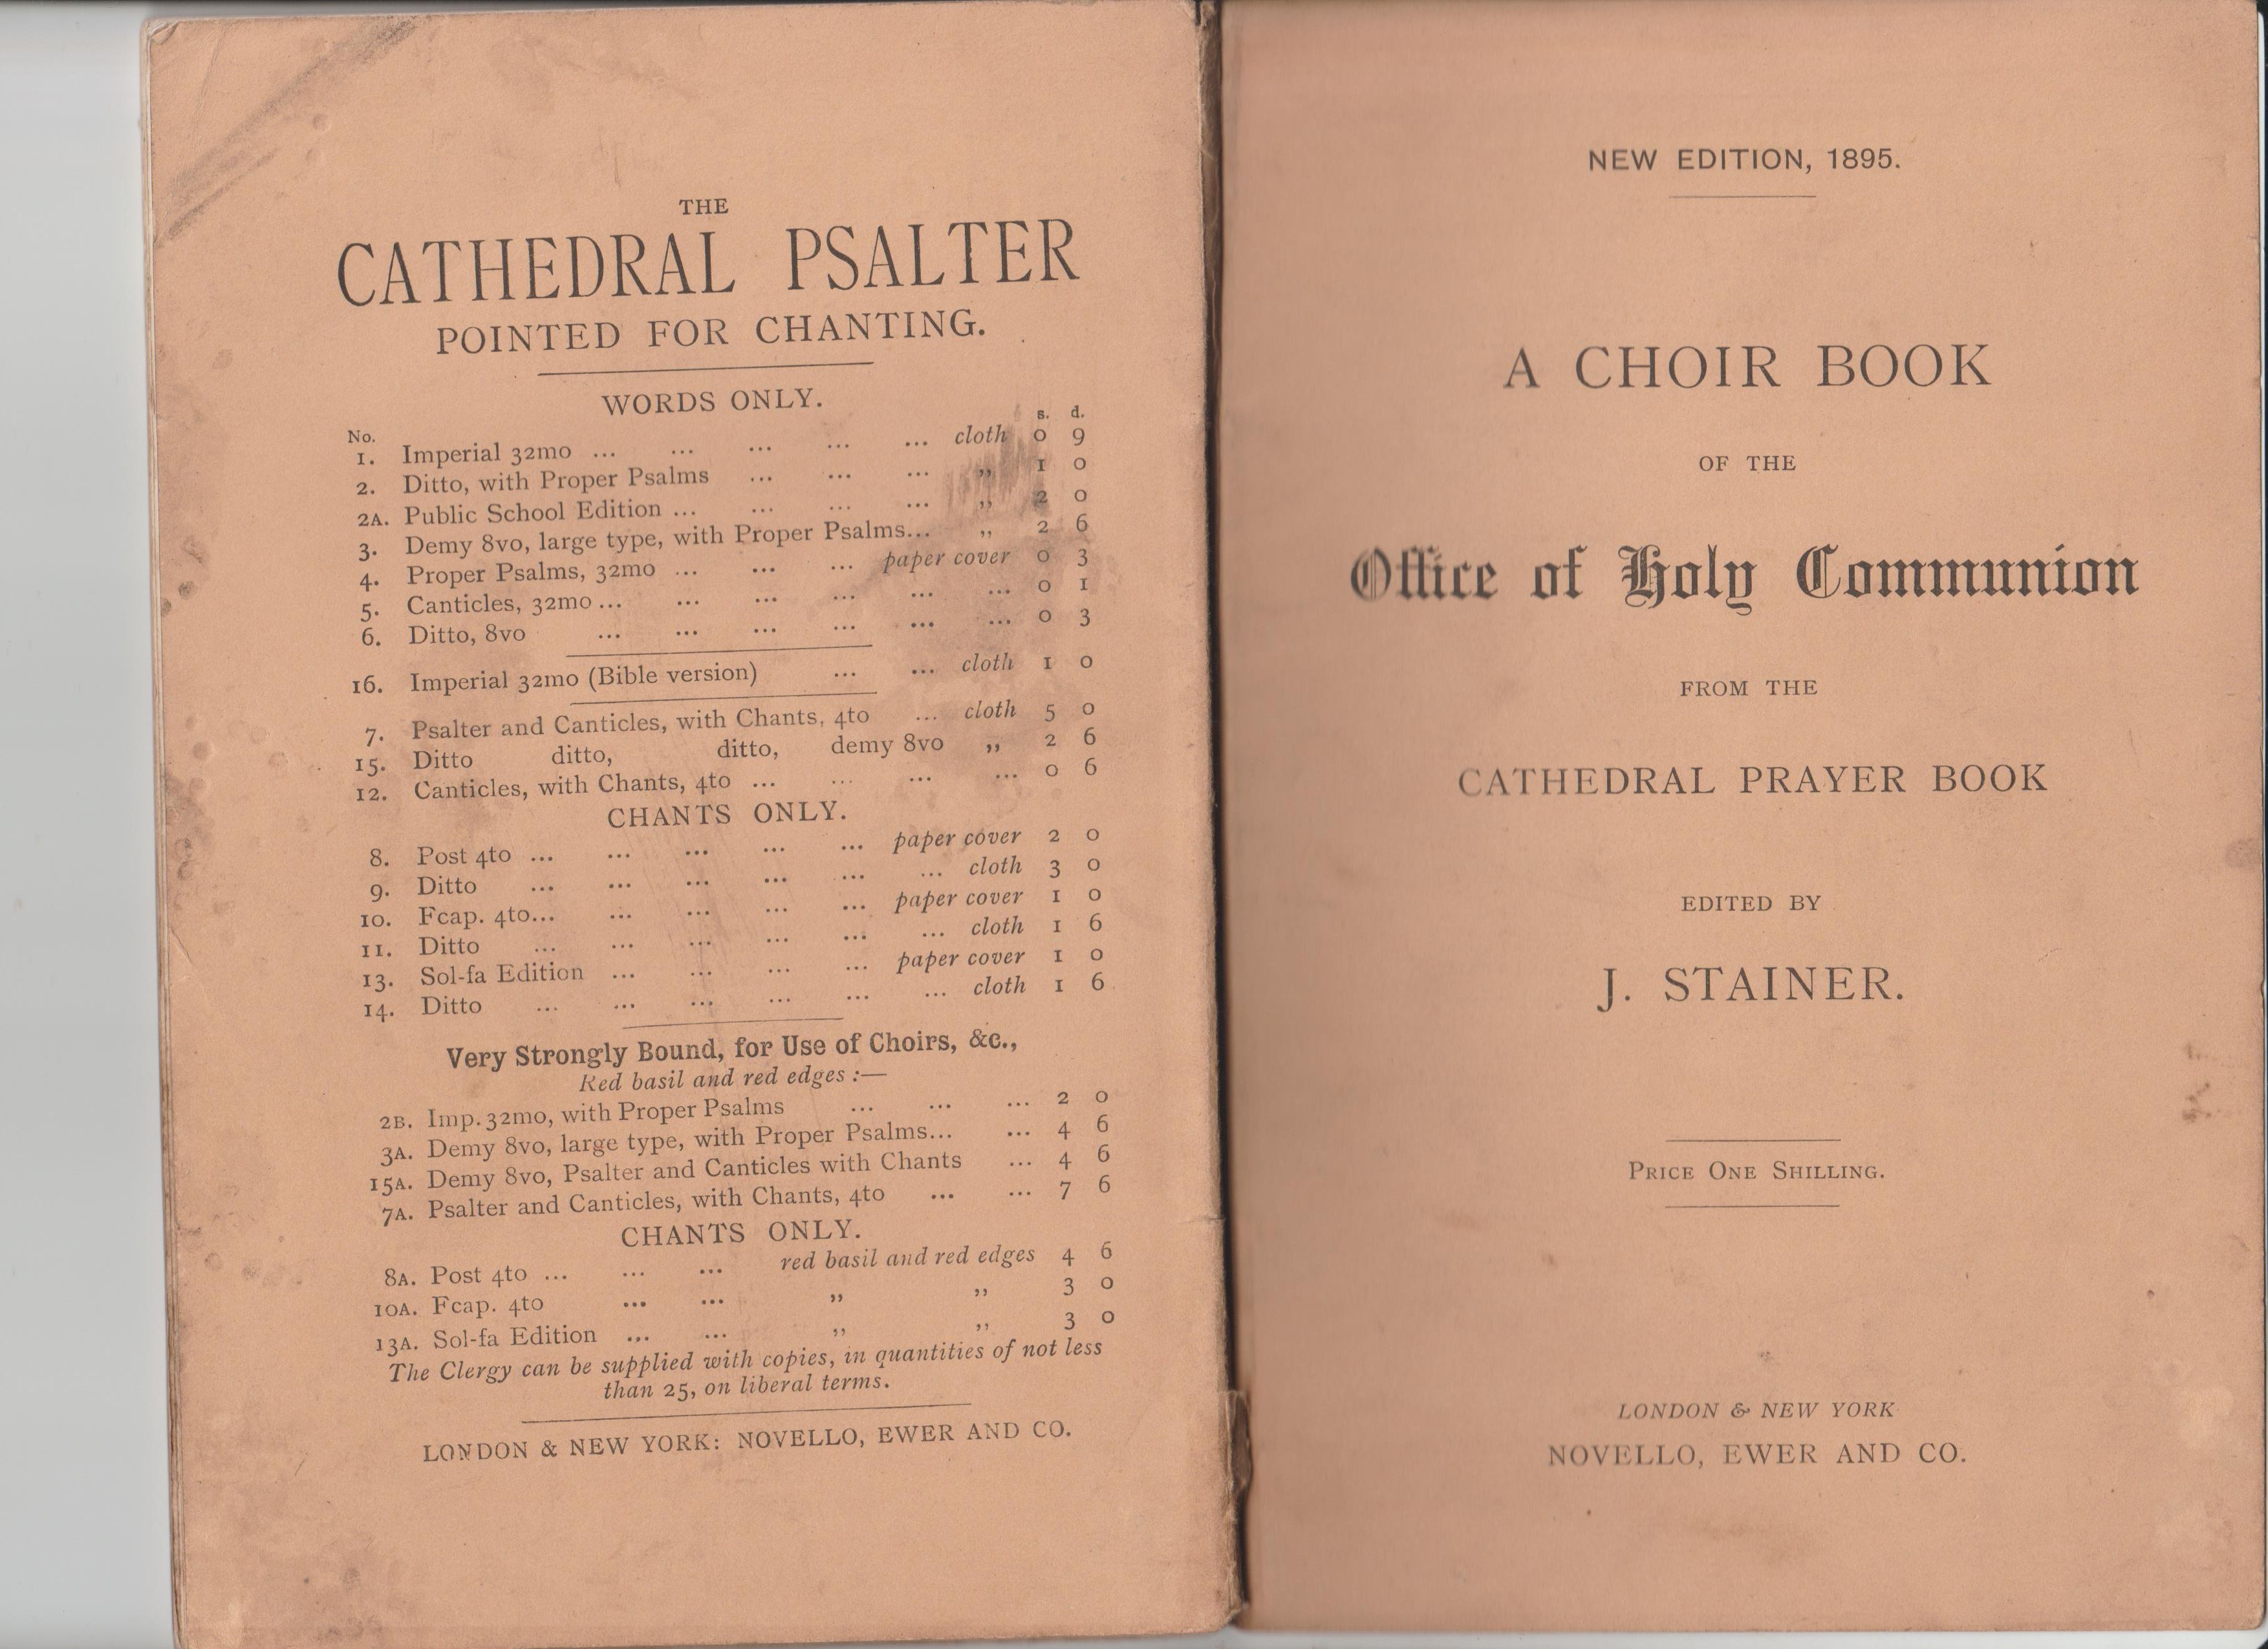 THE
CATHEDRAL PSALTER
POINTED FOR CHANTING.
WORDS ONLY.
s. d.
No.
1. Imperial 32mo ... ... ... ... ... cloth 0 9
2. Ditto, with Proper Psalms ... ... ... „ 1 0
2A. Public School Edition ... ... ... ... „ 2 0
3. Demy 8vo, large type, with Proper Psalms... „ 2 6
4. Proper Psalms, 32mo ... ... ... paper cover 0 3
5. Canticles, 32mo ... ... ... ... ... ... 0 1
6. Ditto, 8vo ... ... ... ... ... ... 0 3
16. Imperial 32mo (Bible version) ... ... cloth 1 0
7. Psalter and Canticles, with Chants, 4to ... cloth 5 0
15. Ditto ditto, ditto, demy 8vo „ 2 6
12. Canticles, with Chants, 4to ... ... ... ... 0 6
CHANTS ONLY.
8. Post 4to ... ... ... ... ... paper cover 2 0
9. Ditto ... ... ... ... ... ... cloth 3 0
10. Fcap. 4to... ... ... ... ... paper cover 1 0
11. Ditto ... ... ... ... ... ... cloth 1 6
13. Sol-fa Edition ... ... ... ... paper cover 1 0
14. Ditto ... ... ... ... ... ... cloth 1 6
Very Strongly Bound, for Use of Choirs, &c.,
Red basil and red edges :—
2B. Imp. 32mo, with Proper Psalms ... ... ... 2 0
3A. Demy 8vo, large type, with Proper Psalms... ... 4 6
15A. Demy 8vo, Psalter and Canticles with Chants ... 4 6
7A. Psalter and Canticles, with Chants, 4to ... ... 7 6
CHANTS ONLY.
8A. Post 4to ... ... ... red basil and red edges 4 6
10A. Fcap. 4to ... ... „ „ 3 0
13A. Sol-fa Edition ... ... „ „ 3 0
The Clergy can be supplied with copies, in quantities of not less
than 25, on liberal terms.
LONDON & NEW YORK: NOVELLO, EWER AND CO.
NEW EDITION, 1895.
A CHOIR BOOK
OF THE
Office of Holy Communion
FROM THE
CATHEDRAL PRAYER BOOK
EDITED BY
J. STAINER.
PRICE ONE SHILLING.
LONDON & NEW YORK
NOVELLO, EWER AND CO.